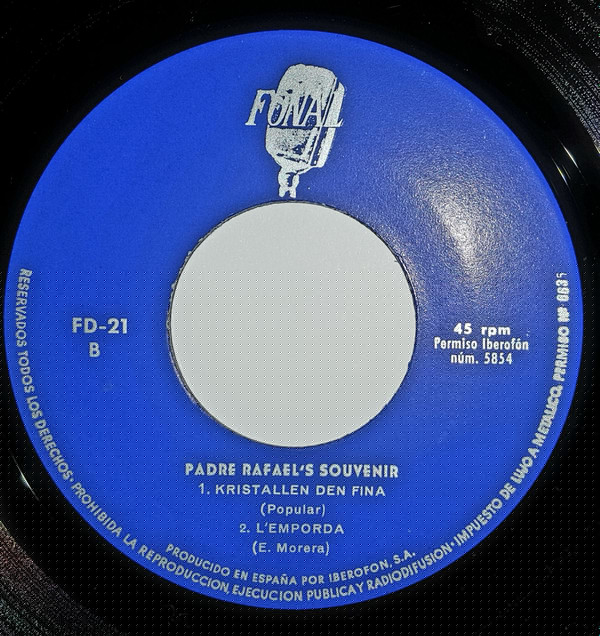 FONAL
FD-21
B
45 rpm
Permiso Iberofón
núm. 5854
PADRE RAFAEL'S SOUVENIR
1. KRISTALLEN DEN FINA
(Popular)
2. L'EMPORDA
(E. Morera)
PRODUCIDO EN ESPAÑA POR IBEROFON, S.A.
RESERVADOS TODOS LOS DERECHOS · PROHIBIDA LA REPRODUCCION, EJECUCION PUBLICA Y RADIODIFUSION · IMPUESTO DE LUJO A METALICO, PERMISO Nº 6635